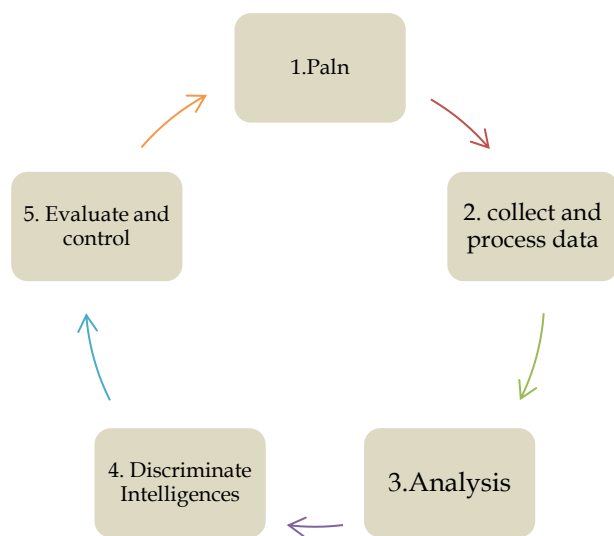 1.Paln
2. collect and
process data
3.Analysis
4. Discriminate
Intelligences
5. Evaluate and
control